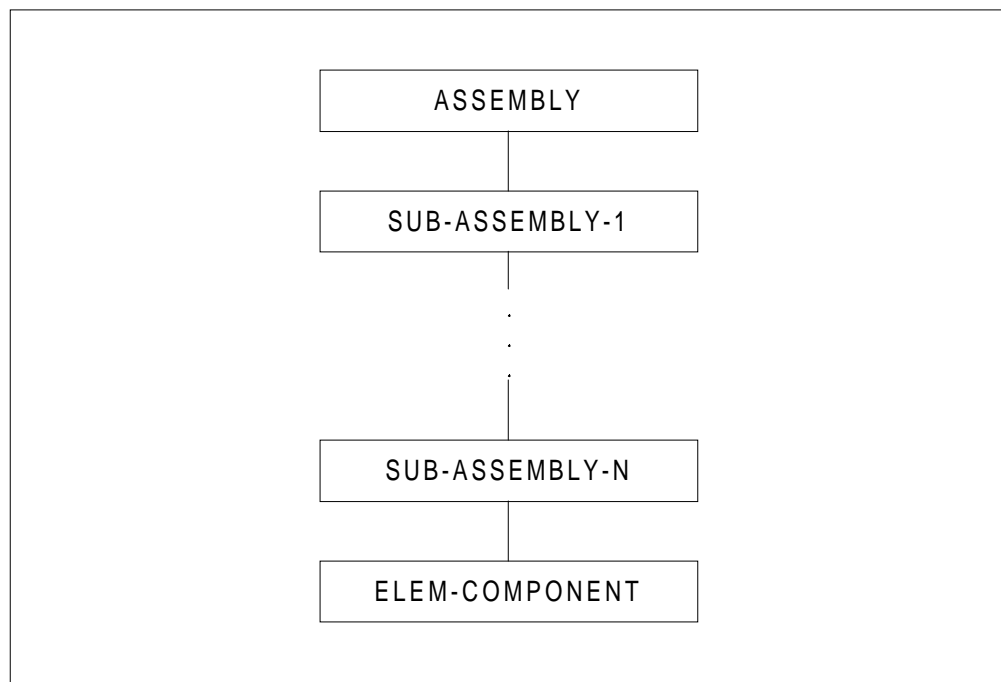 ASSEMBLY
SUB-ASSEMBLY-1
.
.
.
SUB-ASSEMBLY-N
ELEM-COMPONENT